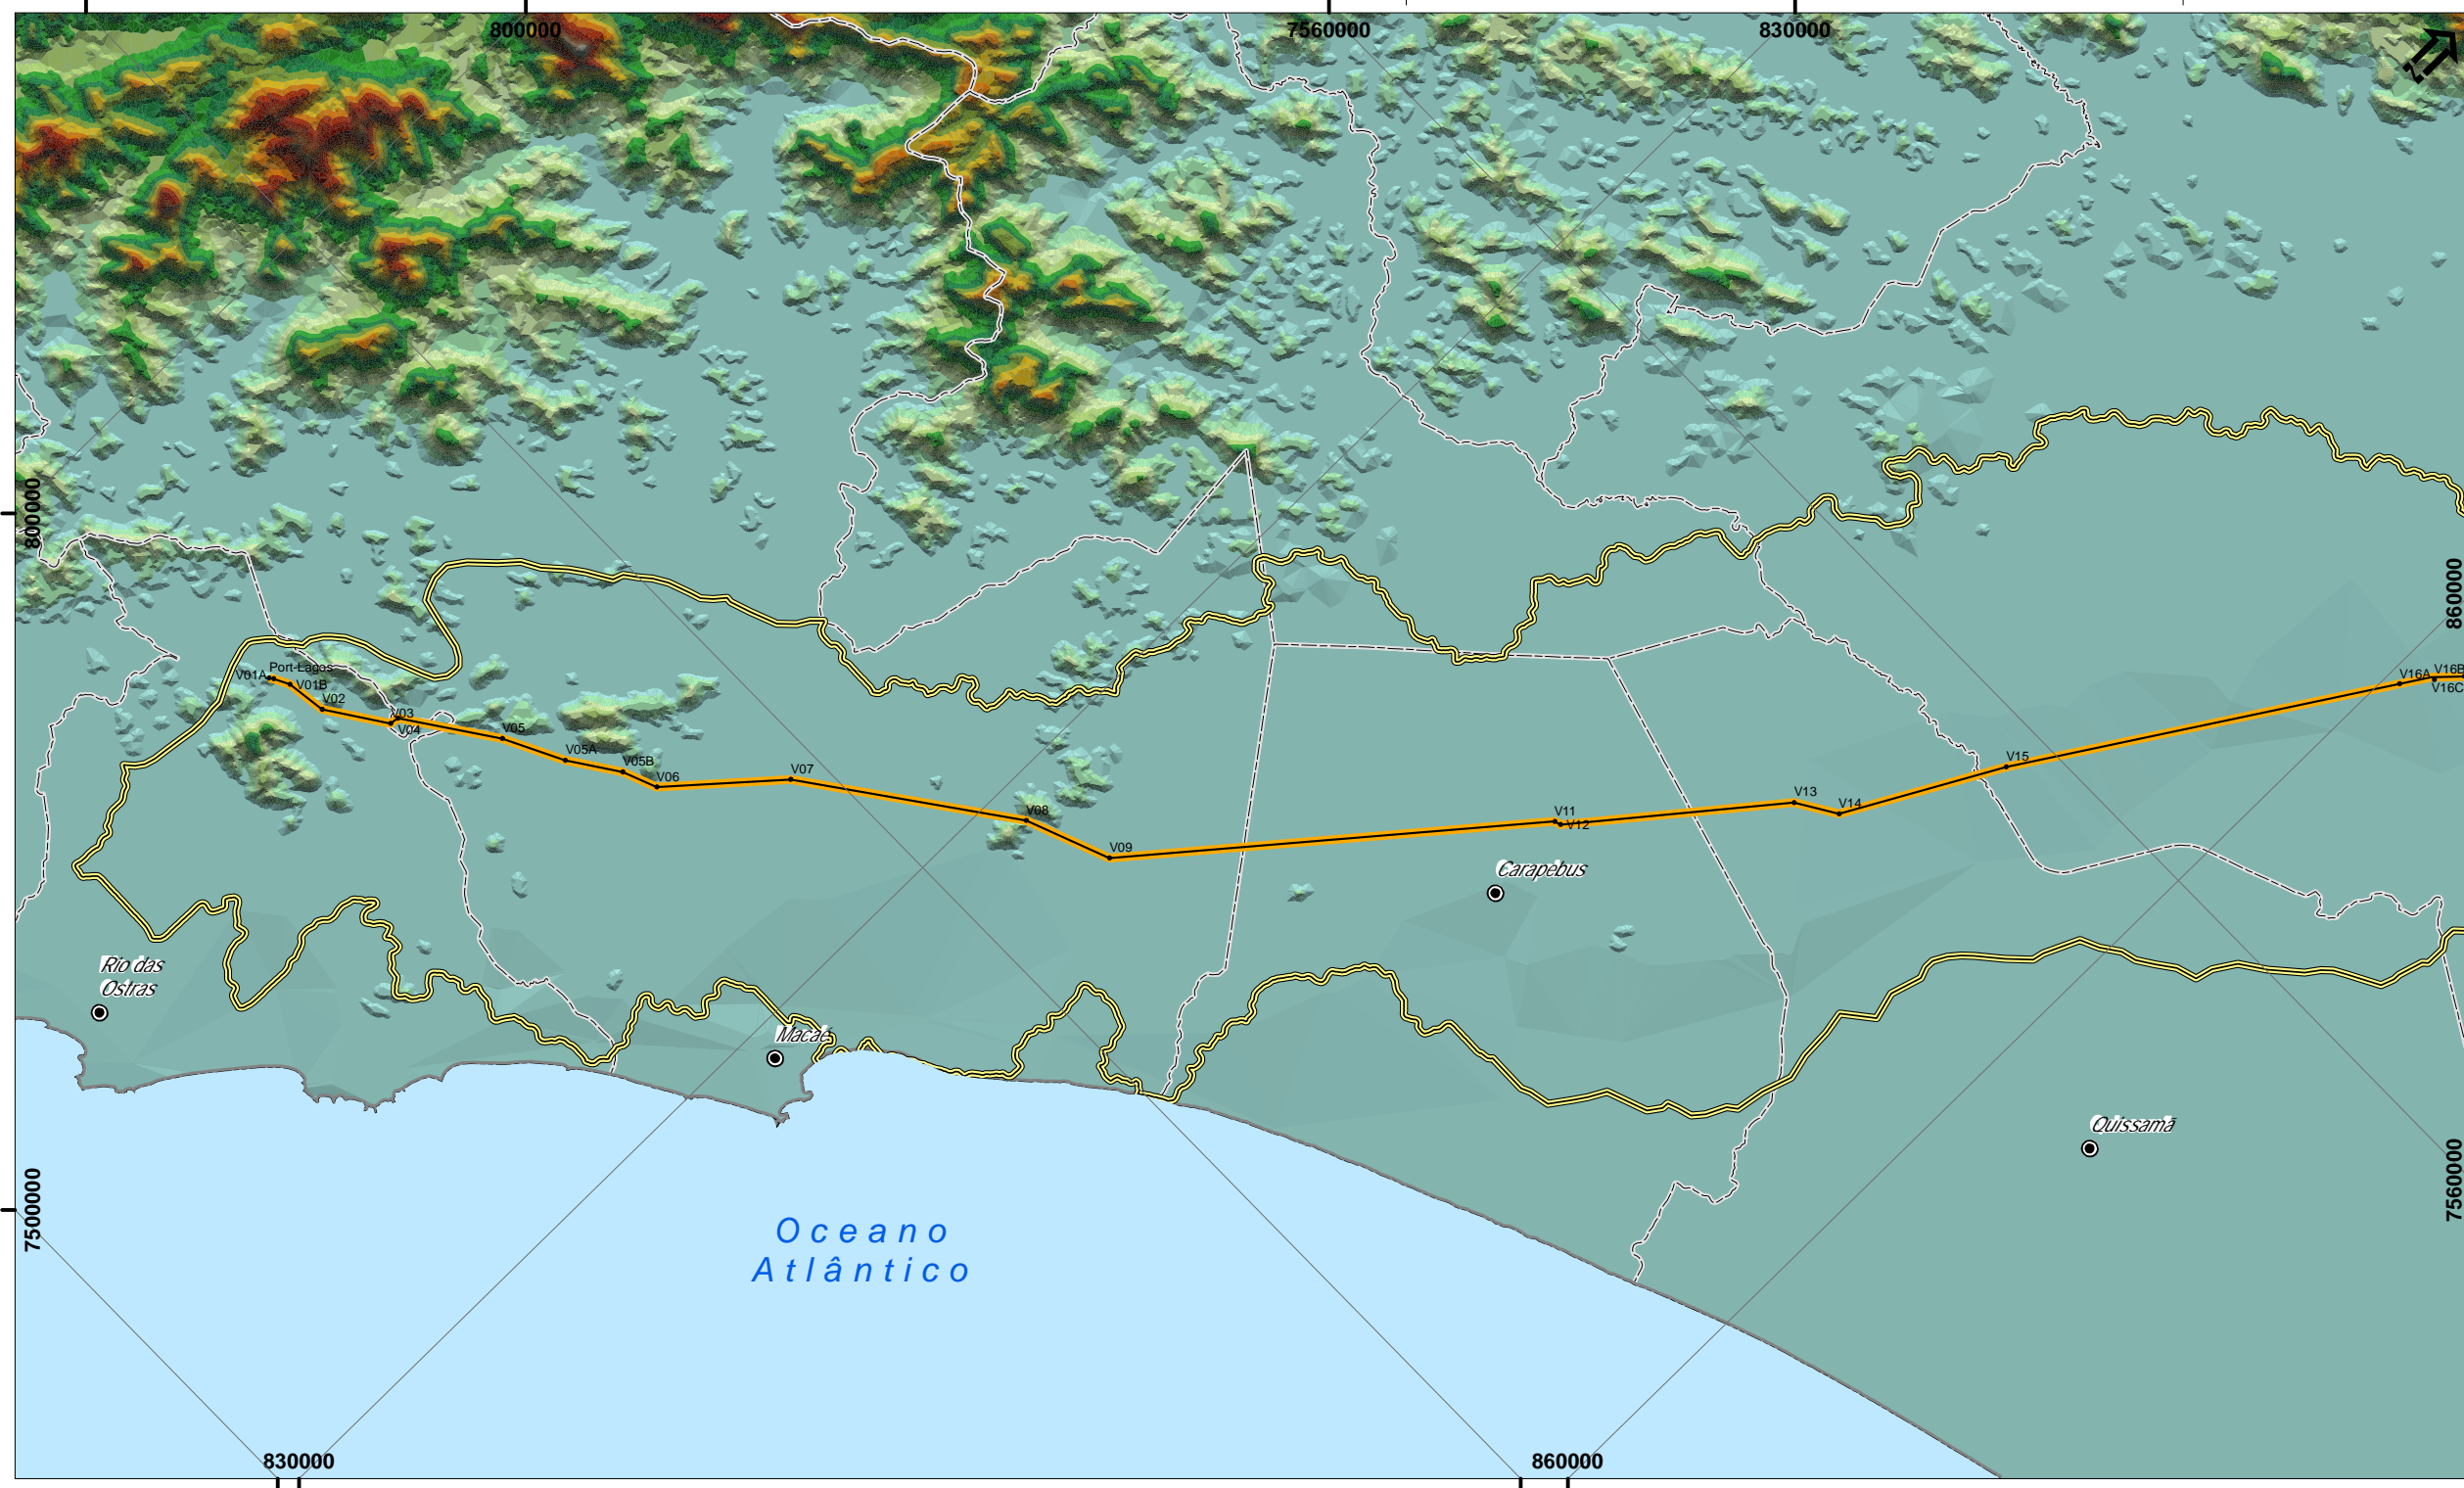 800000
7560000
830000
N
800000
860000
Port-Lagos
V01A
V01B
V02
V03
V04
V05
V05A
V05B
V06
V07
V08
V09
V11
V12
V13
V14
V15
V16A
V16B
V16C
Carapebus
Rio das
Ostras
Macaé
Quissamã
7500000
7560000
Oceano
Atlântico
830000
860000